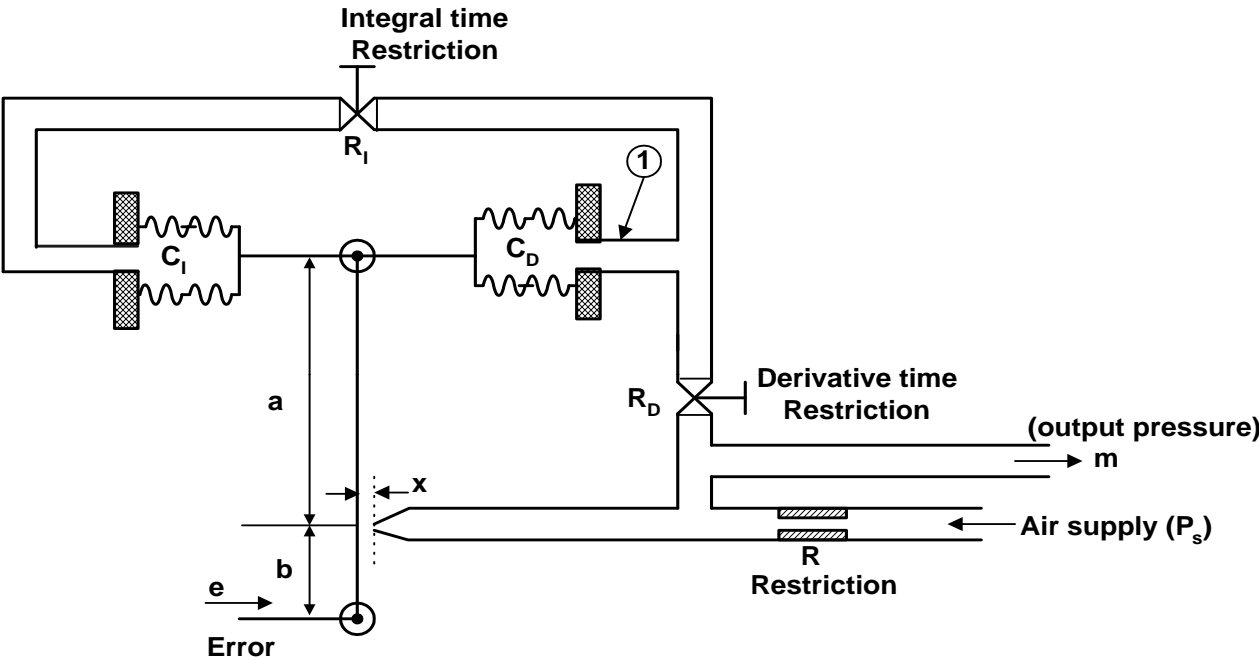 Integral time
Restriction
R_I
1
C_I
C_D
a
R_D
Derivative time
Restriction
(output pressure)
m
x
Air supply (P_s)
R
Restriction
b
e
Error